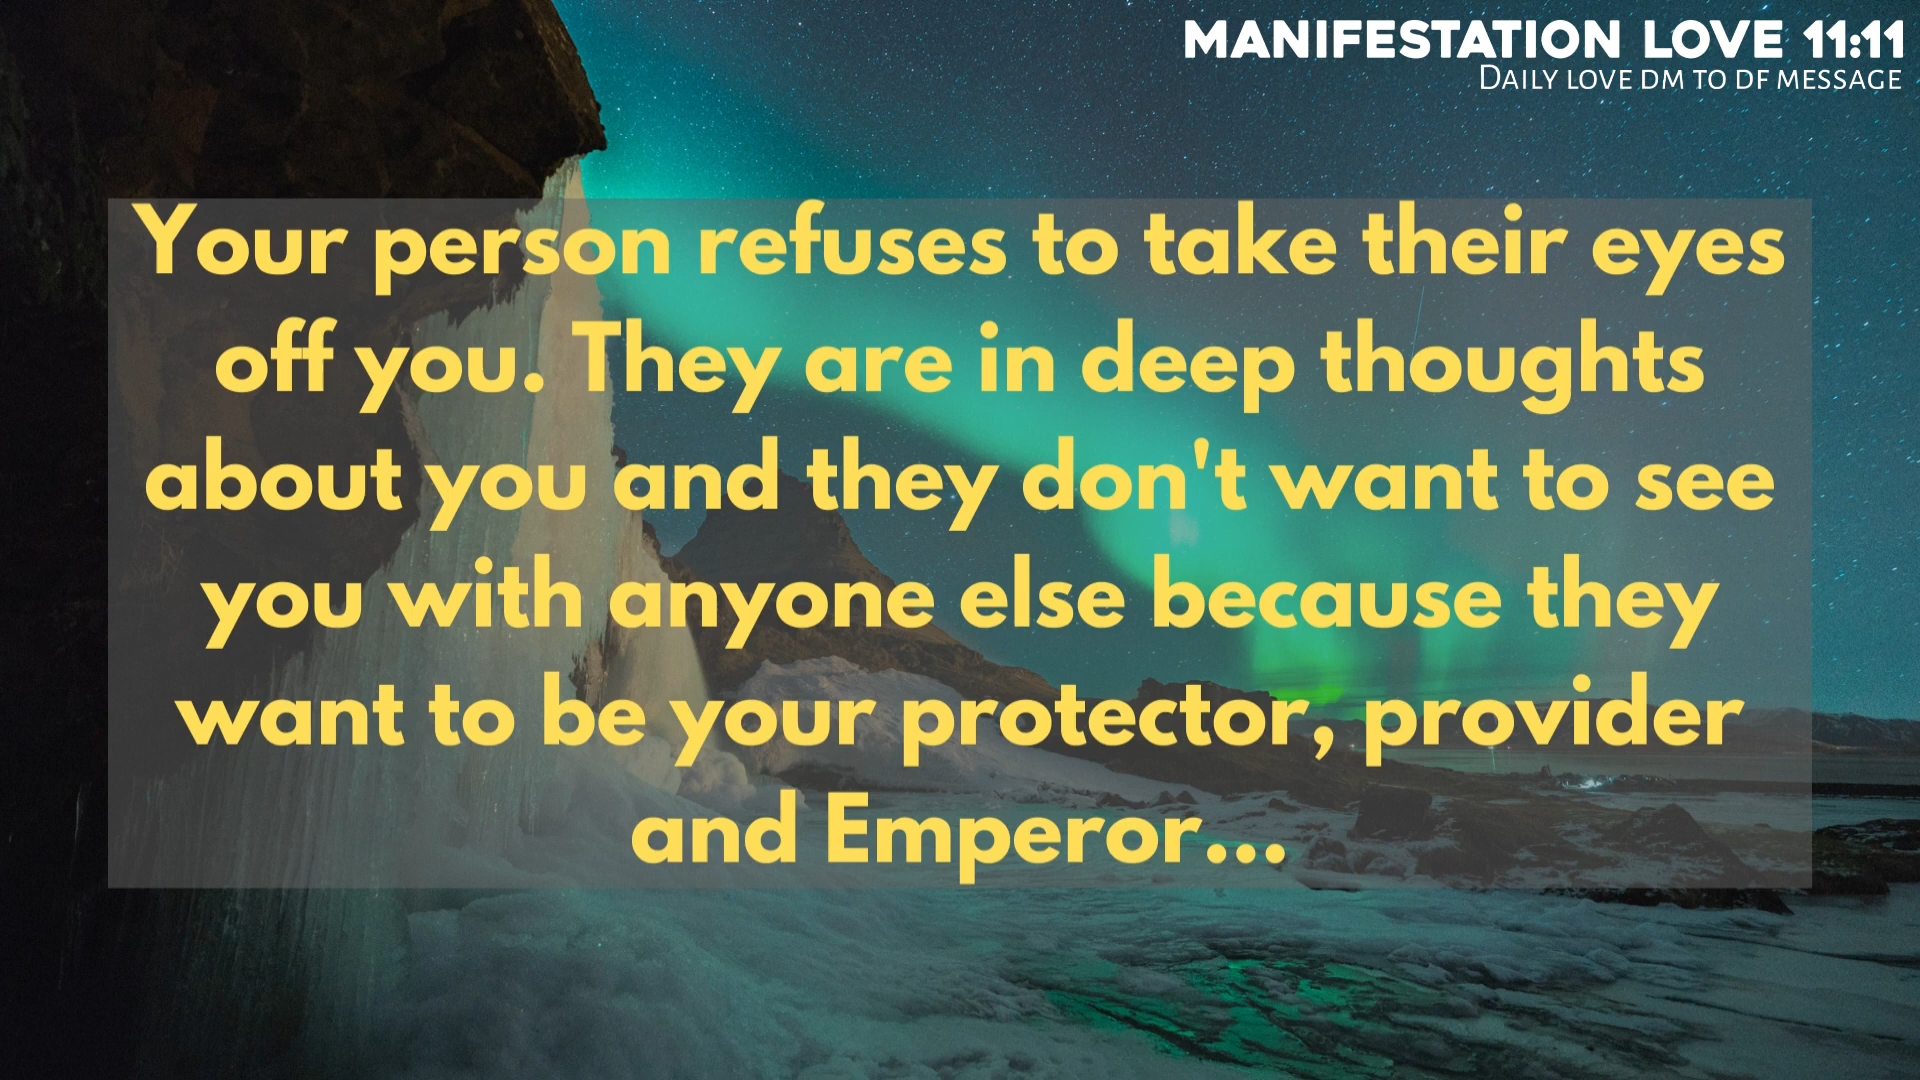 MANIFESTATION LOVE 11:11
DAILY LOVE DM TO DF MESSAGE
Your person refuses to take their eyes
off you. They are in deep thoughts
about you and they don't want to see
you with anyone else because they
want to be your protector, provider
and Emperor...